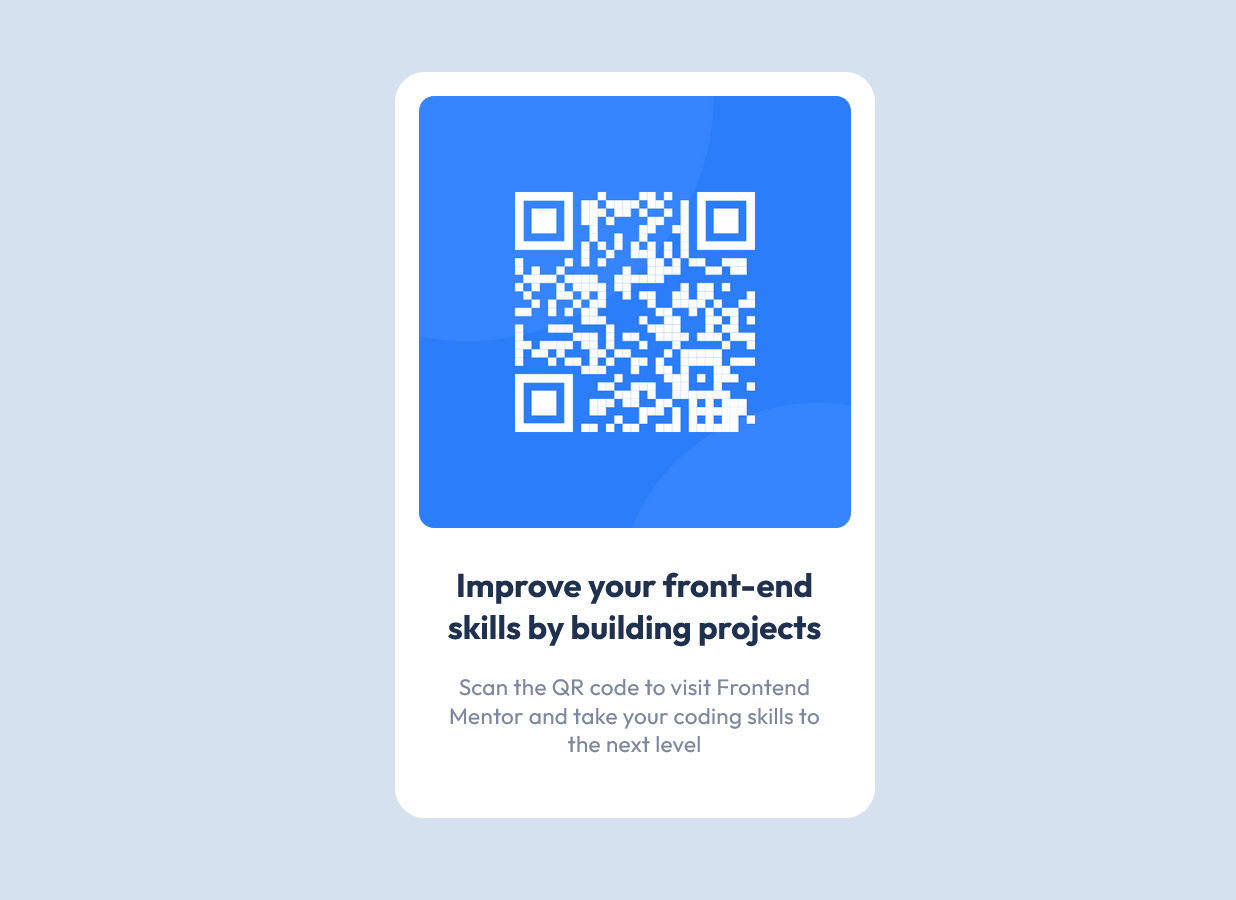 Improve your front-end
skills by building projects
Scan the QR code to visit Frontend
Mentor and take your coding skills to
the next level